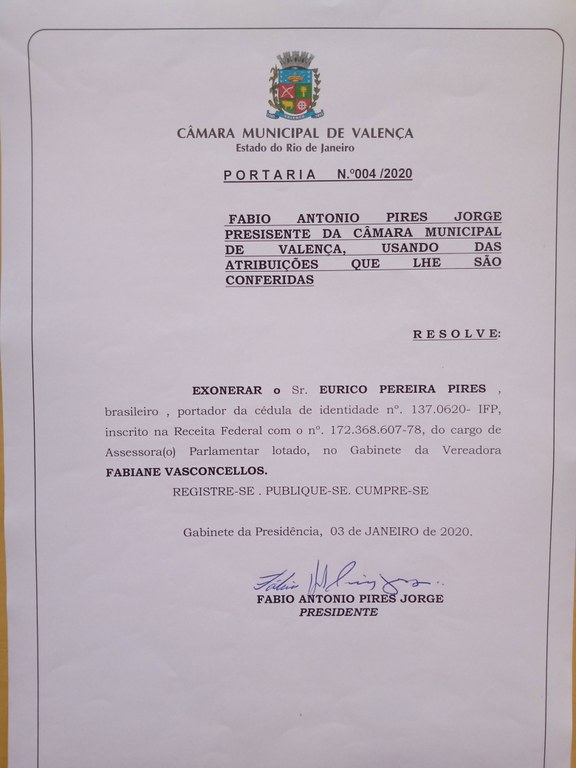 CÂMARA MUNICIPAL DE VALENÇA
Estado do Rio de Janeiro
PORTARIA N.º004 /2020
FABIO ANTONIO PIRES JORGE
PRESISENTE DA CÂMARA MUNICIPAL
DE VALENÇA, USANDO DAS
ATRIBUIÇÕES QUE LHE SÃO
CONFERIDAS
RESOLVE:
EXONERAR o Sr. EURICO PEREIRA PIRES ,
brasileiro , portador da cédula de identidade nº. 137.0620- IFP,
inscrito na Receita Federal com o nº. 172.368.607-78, do cargo de
Assessora(o) Parlamentar lotado, no Gabinete da Vereadora
FABIANE VASCONCELLOS.
REGISTRE-SE . PUBLIQUE-SE. CUMPRE-SE
Gabinete da Presidência, 03 de JANEIRO de 2020.
FABIO ANTONIO PIRES JORGE
PRESIDENTE